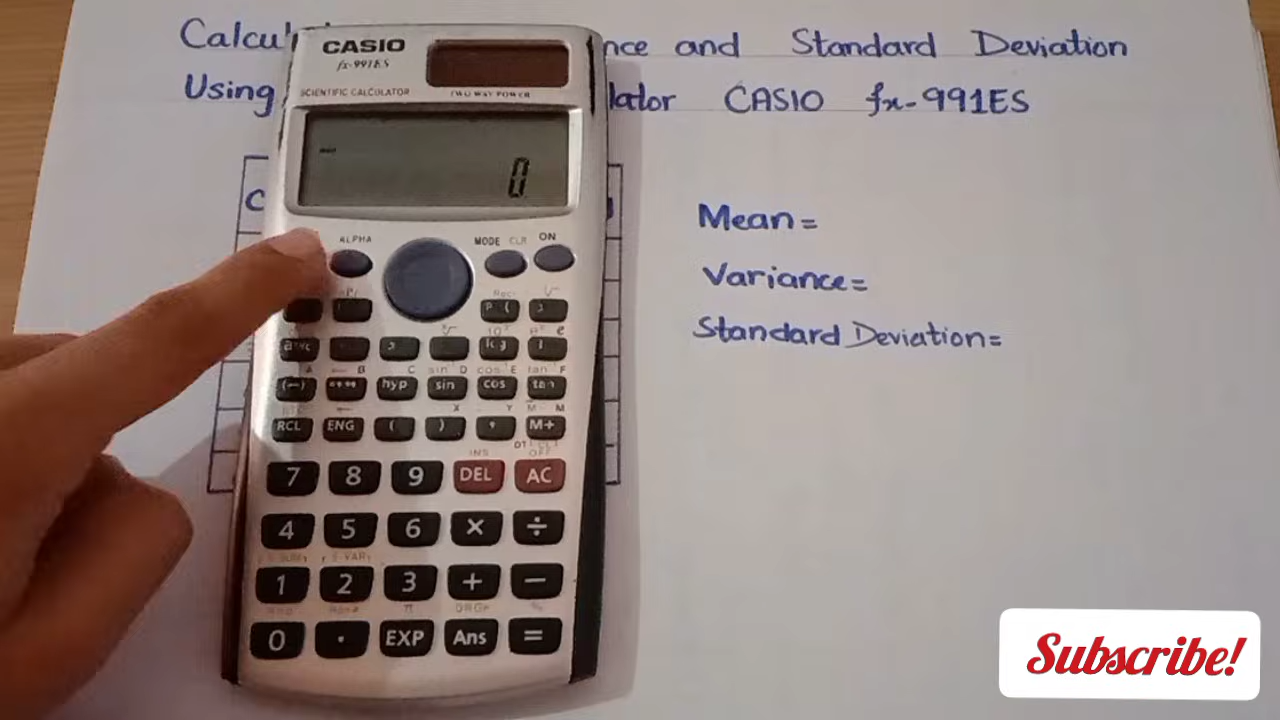 Calcul nce and Standard Deviation
Using lator CASIO fx-991ES
CASIO
fx-991ES
SCIENTIFIC CALCULATOR TWO WAY POWER
0
ALPHA MODE CLR ON
Mean=
Variance=
Standard Deviation=
hyp sin cos tan
RCL ENG ( ) , M+
7 8 9 DEL AC
4 5 6 × ÷
1 2 3 + −
0 . EXP Ans =
Subscribe!